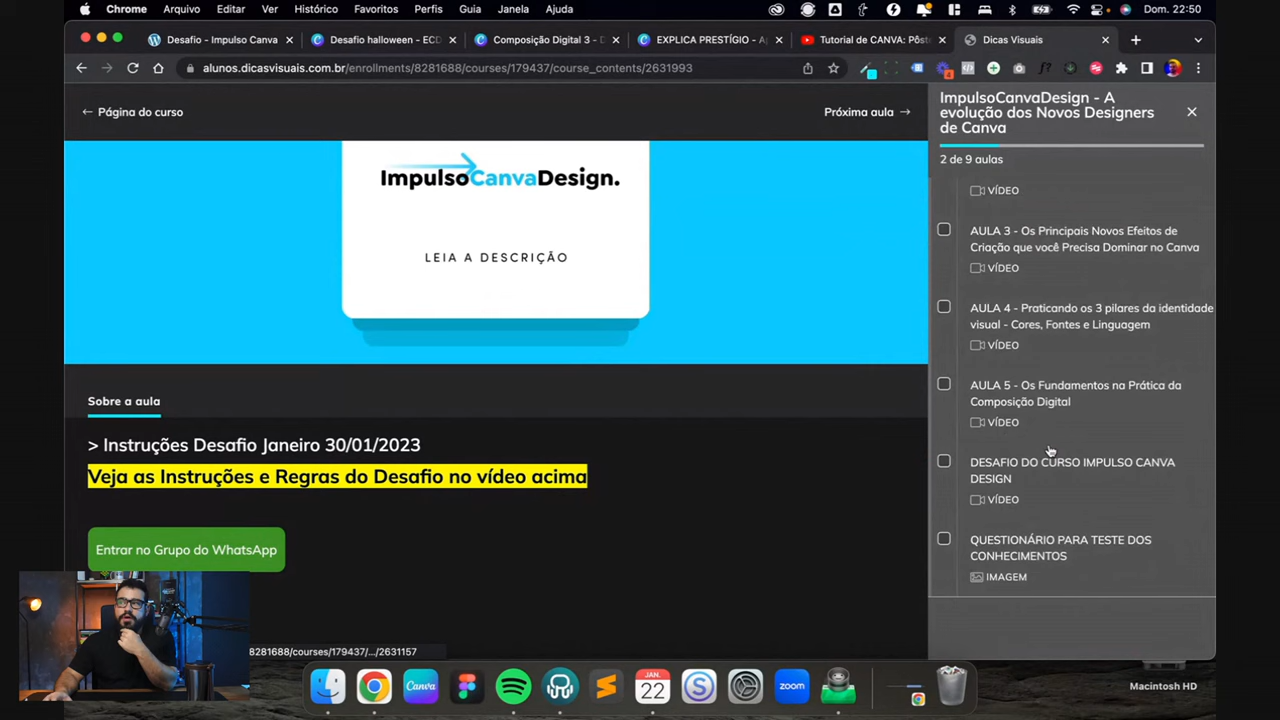 Chrome Arquivo Editar Ver Histórico Favoritos Perfis Guia Janela Ajuda Dom. 22:50
Desafio - Impulso Canva
Desafio halloween - ECD
Composição Digital 3 - D
EXPLICA PRESTÍGIO - A
Tutorial de CANVA: Pôst
Dicas Visuais
alunos.dicasvisuais.com.br/enrollments/8281688/courses/179437/course_contents/2631993
← Página do curso
Próxima aula →
ImpulsoCanvaDesign.
LEIA A DESCRIÇÃO
Sobre a aula
> Instruções Desafio Janeiro 30/01/2023
Veja as Instruções e Regras do Desafio no vídeo acima
Entrar no Grupo do WhatsApp
ImpulsoCanvaDesign - A
evolução dos Novos Designers
de Canva
2 de 9 aulas
VÍDEO
AULA 3 - Os Principais Novos Efeitos de
Criação que você Precisa Dominar no Canva
VÍDEO
AULA 4 - Praticando os 3 pilares da identidade
visual - Cores, Fontes e Linguagem
VÍDEO
AULA 5 - Os Fundamentos na Prática da
Composição Digital
VÍDEO
DESAFIO DO CURSO IMPULSO CANVA
DESIGN
VÍDEO
QUESTIONÁRIO PARA TESTE DOS
CONHECIMENTOS
IMAGEM
8281688/courses/179437/.../2631157
Canva
JAN.
22
zoom
Macintosh HD